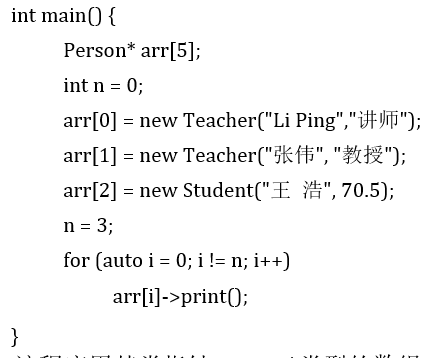 int main() {
Person* arr[5];
int n = 0;
arr[0] = new Teacher("Li Ping","讲师");
arr[1] = new Teacher("张伟", "教授");
arr[2] = new Student("王 浩", 70.5);
n = 3;
for (auto i = 0; i != n; i++)
arr[i]->print();
}